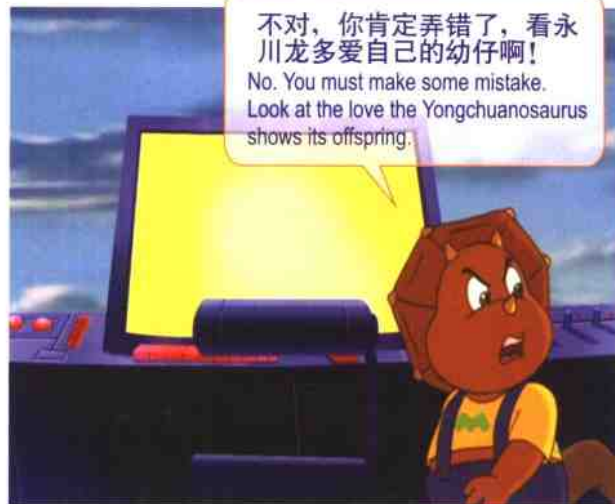 不对，你肯定弄错了，看永
川龙多爱自己的幼仔啊！
No. You must make some mistake.
Look at the love the Yongchuanosaurus
shows its offspring.